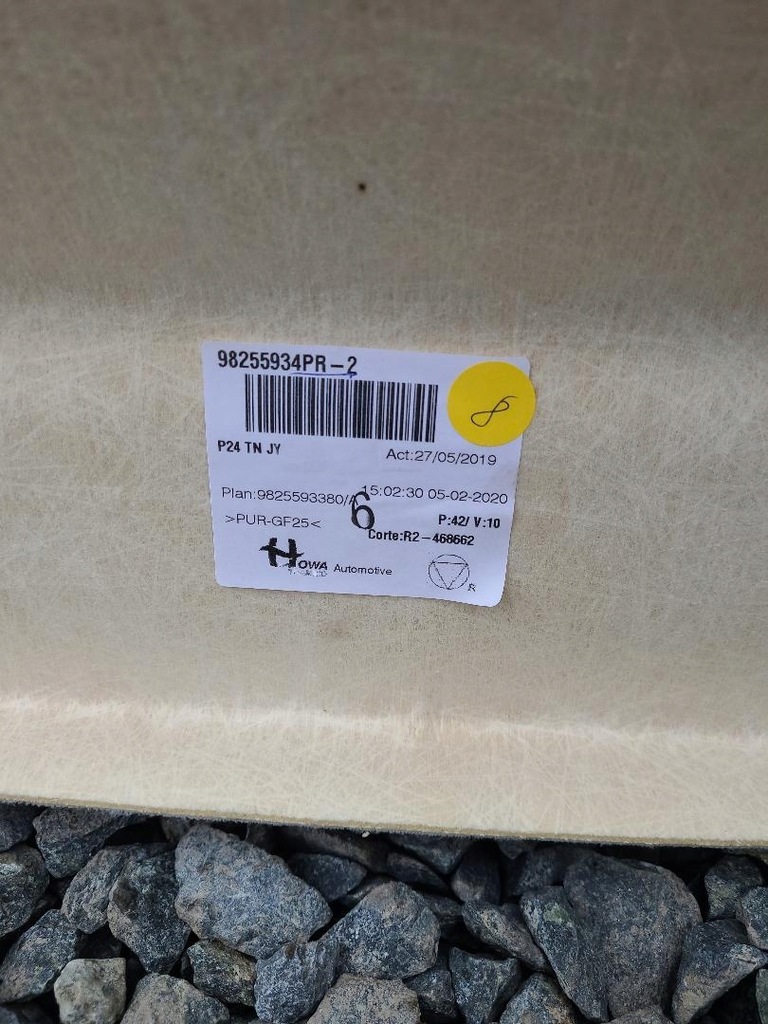 98255934PR-2
8
P24 TN JY
Act:27/05/2019
15:02:30 05-02-2020
Plan:9825593380/A
6
P:42/ V:10
>PUR-GF25<
Corte:R2-468662
HOWA
Automotive
R